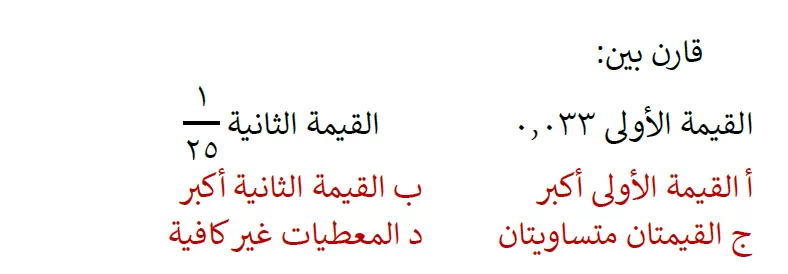 قارن بين:
القيمة الأولى ٠,٠٣٣ القيمة الثانية ١/٢٥
أ القيمة الأولى أكبر ب القيمة الثانية أكبر
ج القيمتان متساويتان د المعطيات غير كافية